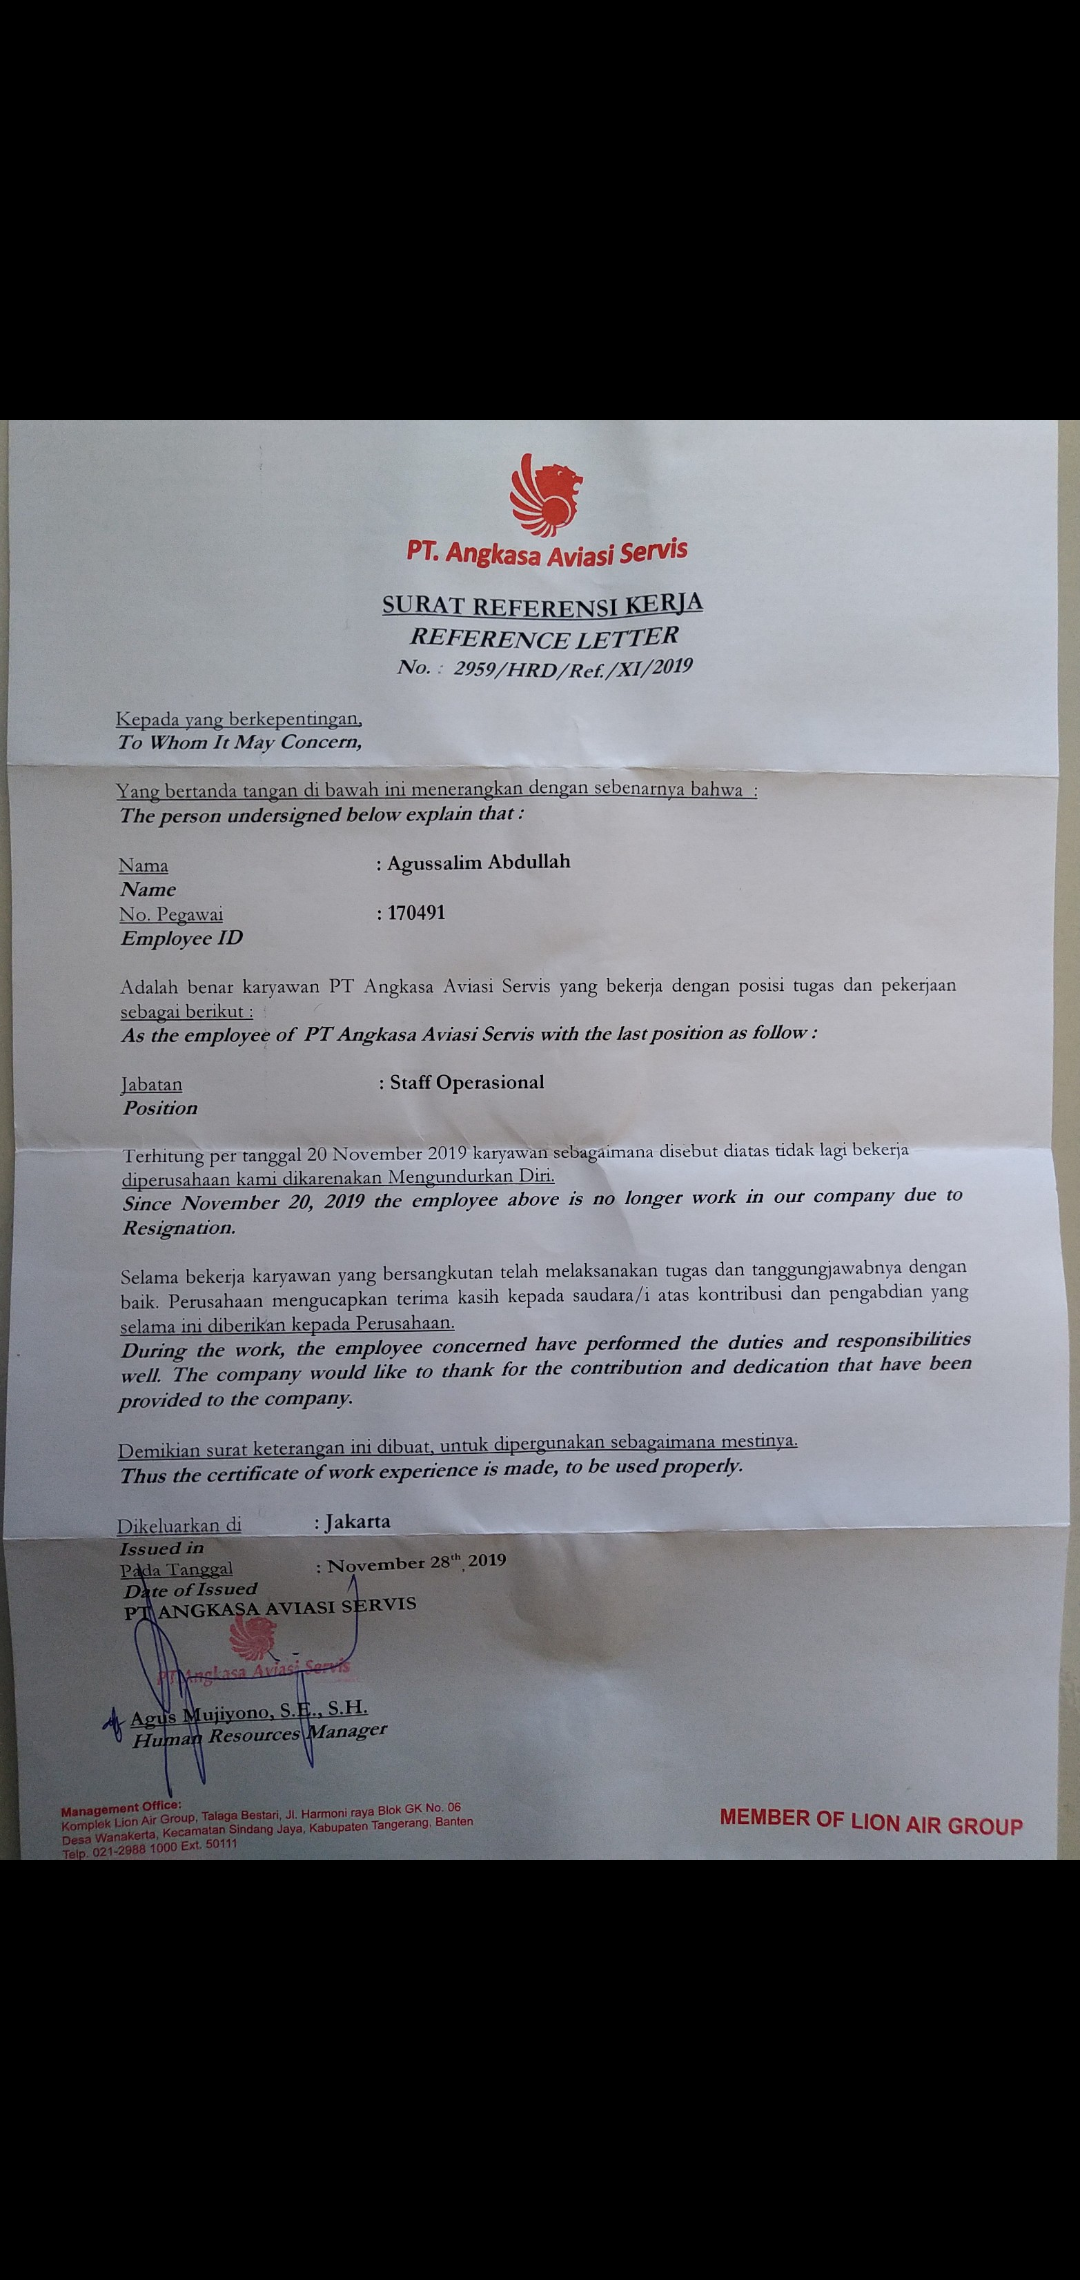 PT. Angkasa Aviasi Servis
SURAT REFERENSI KERJA
REFERENCE LETTER
No. : 2959/HRD/Ref./XI/2019
Kepada yang berkepentingan,
To Whom It May Concern,
Yang bertanda tangan di bawah ini menerangkan dengan sebenarnya bahwa :
The person undersigned below explain that :
Nama : Agussalim Abdullah
Name
No. Pegawai : 170491
Employee ID
Adalah benar karyawan PT Angkasa Aviasi Servis yang bekerja dengan posisi tugas dan pekerjaan
sebagai berikut :
As the employee of PT Angkasa Aviasi Servis with the last position as follow :
Jabatan : Staff Operasional
Position
Terhitung per tanggal 20 November 2019 karyawan sebagaimana disebut diatas tidak lagi bekerja
diperusahaan kami dikarenakan Mengundurkan Diri.
Since November 20, 2019 the employee above is no longer work in our company due to
Resignation.
Selama bekerja karyawan yang bersangkutan telah melaksanakan tugas dan tanggungjawabnya dengan
baik. Perusahaan mengucapkan terima kasih kepada saudara/i atas kontribusi dan pengabdian yang
selama ini diberikan kepada Perusahaan.
During the work, the employee concerned have performed the duties and responsibilities
well. The company would like to thank for the contribution and dedication that have been
provided to the company.
Demikian surat keterangan ini dibuat, untuk dipergunakan sebagaimana mestinya.
Thus the certificate of work experience is made, to be used properly.
Dikeluarkan di : Jakarta
Issued in
Pada Tanggal : November 28th, 2019
Date of Issued
PT ANGKASA AVIASI SERVIS
PT Angkasa Aviasi Servis
Agus Mujiyono, S.E., S.H.
Human Resources Manager
Management Office:
Komplek Lion Air Group, Talaga Bestari, Jl. Harmoni raya Blok GK No. 06
Desa Wanakerta, Kecamatan Sindang Jaya, Kabupaten Tangerang, Banten
Telp. 021-2988 1000 Ext. 50111
MEMBER OF LION AIR GROUP